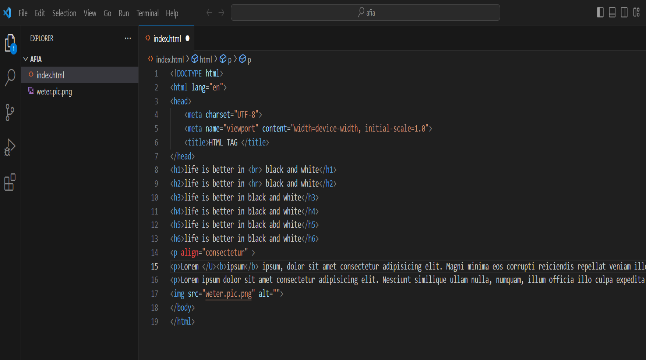 File Edit Selection View Go Run Terminal Help
afia
EXPLORER ...
index.html
AFIA
index.html
weter.pic.png
1
index.html > html > p > p
1 <!DOCTYPE html>
2 <html lang="en">
3 <head>
4 <meta charset="UTF-8">
5 <meta name="viewport" content="width=device-width, initial-scale=1.0">
6 <title>HTML TAG </title>
7 </head>
8 <h1>life is better in <br> black and white</h1>
9 <h2>life is better in <hr> black and white</h2>
10 <h3>life is better in black and white</h3>
11 <h4>life is better in black and white</h4>
12 <h5>life is better in black abd white</h5>
13 <h6>life is better in black and white</h6>
14 <p align="consectetur" >
15 <p>Lorem </U><b>ipsum</b> ipsum, dolor sit amet consectetur adipisicing elit. Magni minima eos corrupti reiciendis repellat veniam ill
16 <p>Lorem ipsum dolor sit amet consectetur adipisicing elit. Nesciunt similique ullam nulla, numquam, illum officia illo culpa expedita
17 <img src="weter.pic.png" alt="">
18 </body>
19 </html>